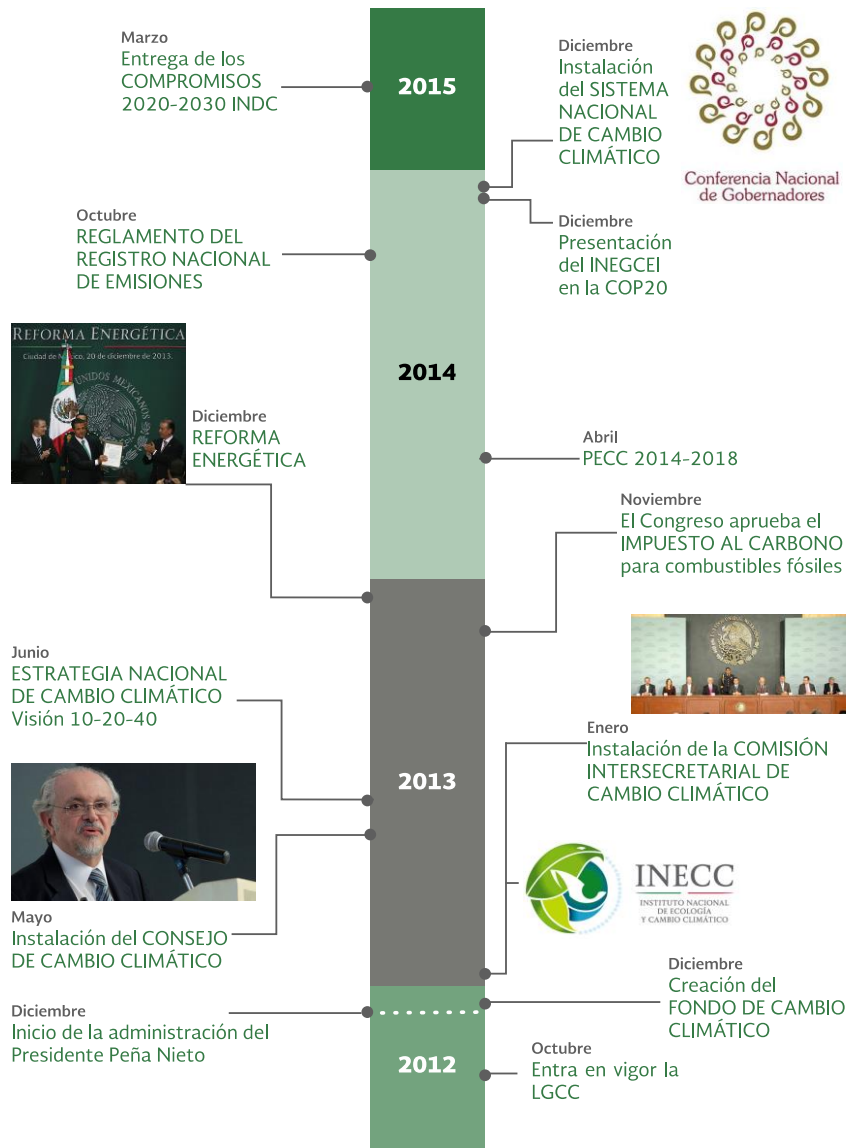 Marzo
Entrega de los
COMPROMISOS
2020-2030 INDC
2015
Diciembre
Instalación
del SISTEMA
NACIONAL
DE CAMBIO
CLIMÁTICO
Conferencia Nacional
de Gobernadores
Octubre
REGLAMENTO DEL
REGISTRO NACIONAL
DE EMISIONES
Diciembre
Presentación
del INEGCEI
en la COP20
REFORMA ENERGÉTICA
Ciudad de México, 20 de diciembre de 2013.
UNIDOS MEXICANOS
2014
Diciembre
REFORMA
ENERGÉTICA
Abril
PECC 2014-2018
Noviembre
El Congreso aprueba el
IMPUESTO AL CARBONO
para combustibles fósiles
Junio
ESTRATEGIA NACIONAL
DE CAMBIO CLIMÁTICO
Visión 10-20-40
Enero
Instalación de la COMISIÓN
INTERSECRETARIAL DE
CAMBIO CLIMÁTICO
2013
INECC
INSTITUTO NACIONAL
DE ECOLOGÍA
Y CAMBIO CLIMÁTICO
Mayo
Instalación del CONSEJO
DE CAMBIO CLIMÁTICO
Diciembre
Creación del
FONDO DE CAMBIO
CLIMÁTICO
Diciembre
Inicio de la administración del
Presidente Peña Nieto
2012
Octubre
Entra en vigor la
LGCC